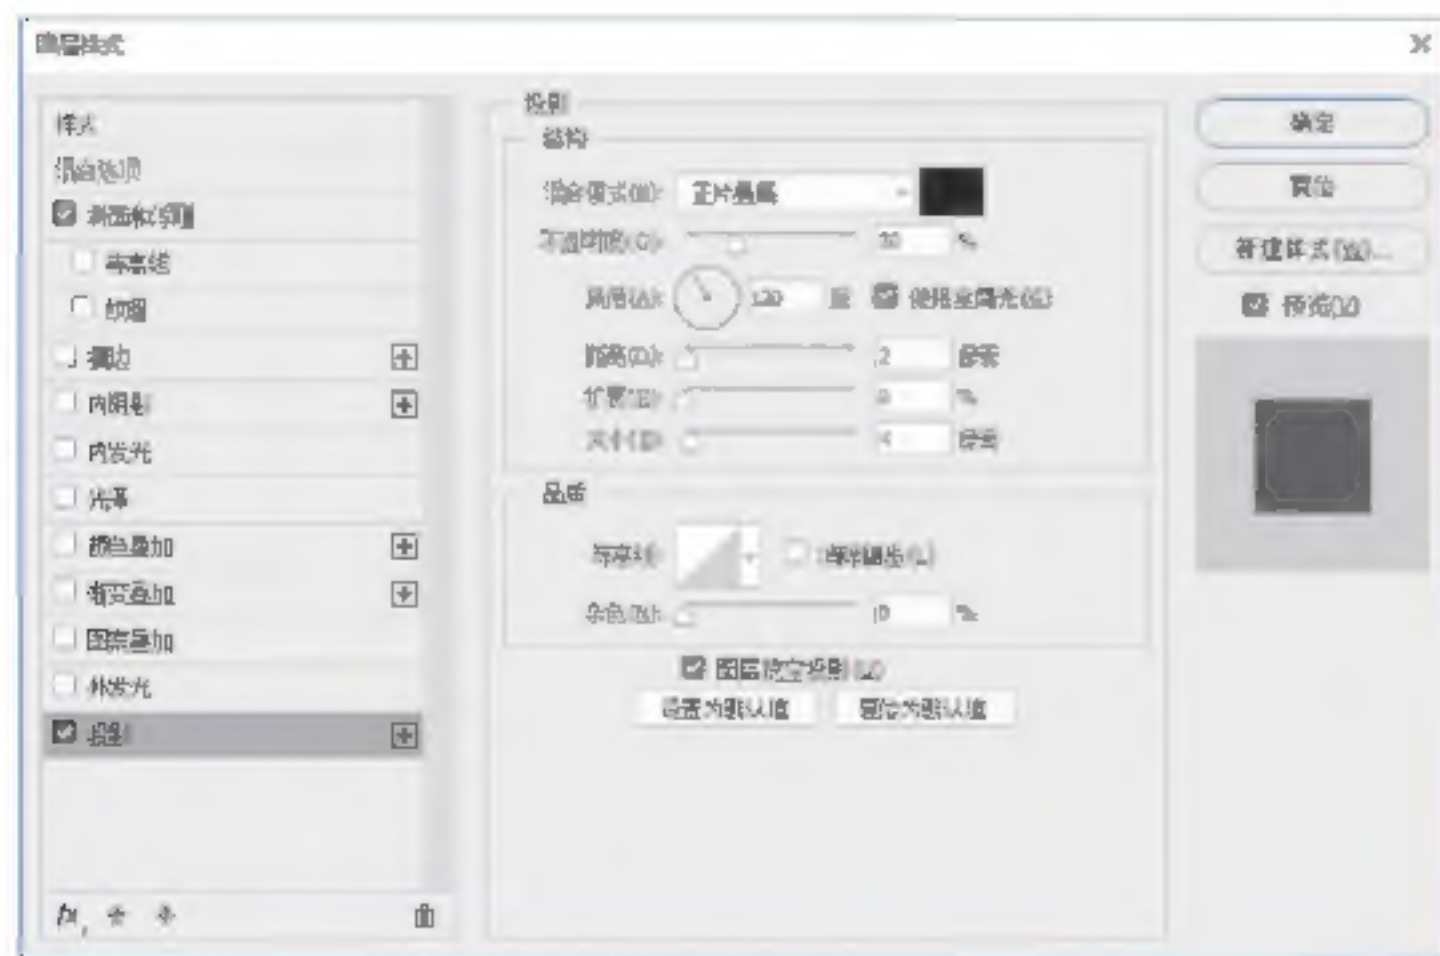 图层样式
样式
混合选项
斜面和浮雕
等高线
纹理
描边
内阴影
内发光
光泽
颜色叠加
渐变叠加
图案叠加
外发光
投影
fx
投影
结构
混合模式(B): 正片叠底
不透明度(O): 30 %
角度(A): 120 度 使用全局光(G)
距离(D): 2 像素
扩展(R): 0 %
大小(S): 像素
品质
等高线: 消除锯齿(L)
杂色(N): 0 %
图层挖空投影(U)
设置为默认值 复位为默认值
确定
复位
新建样式(W)...
预览(V)